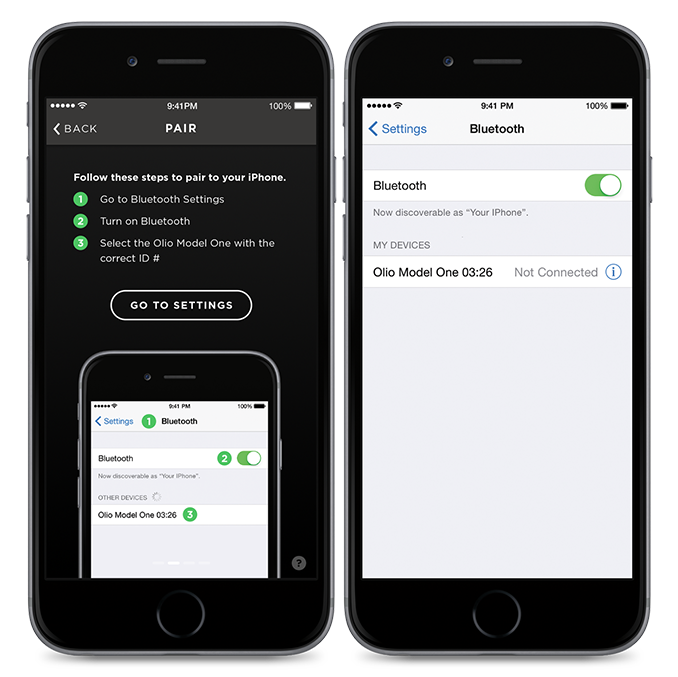 9:41PM 100%
BACK PAIR
Follow these steps to pair to your iPhone.
1 Go to Bluetooth Settings
2 Turn on Bluetooth
3 Select the Olio Model One with the
correct ID #
GO TO SETTINGS
9:41 PM 100%
Settings 1 Bluetooth
Bluetooth 2
Now discoverable as “Your IPhone”.
OTHER DEVICES
Olio Model One 03:26 3
?
9:41 PM 100%
Settings Bluetooth
Bluetooth
Now discoverable as “Your IPhone”.
MY DEVICES
Olio Model One 03:26 Not Connected i